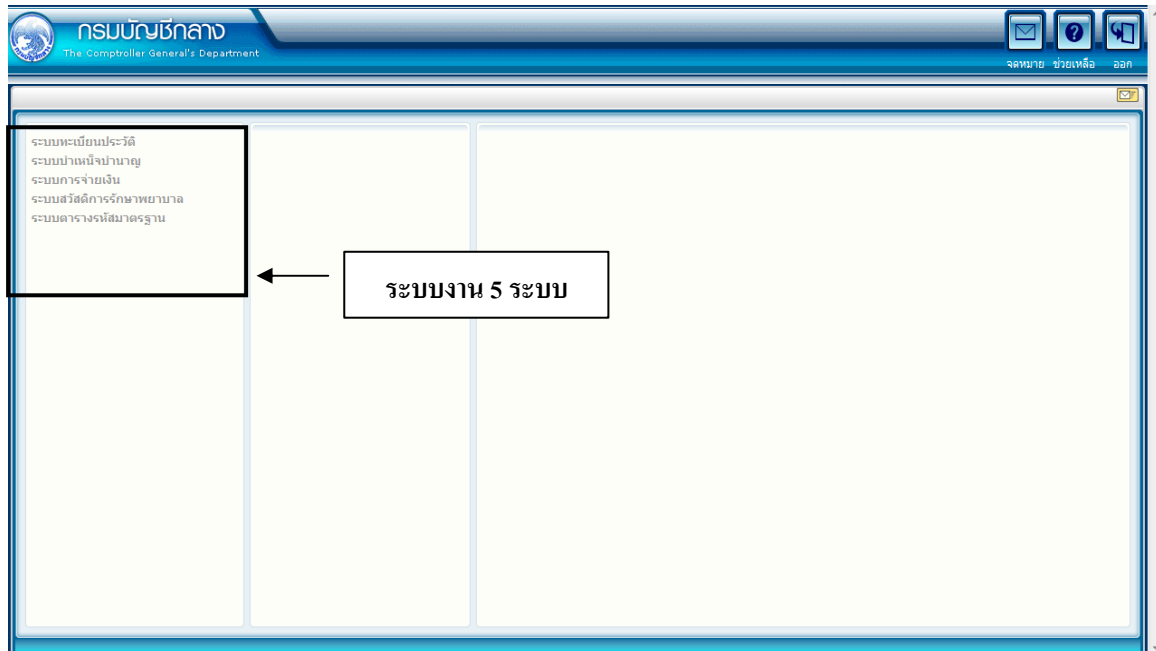 กรมบัญชีกลาง
The Comptroller General's Department
จดหมาย ช่วยเหลือ ออก
ระบบทะเบียนประวัติ
ระบบบำเหน็จบำนาญ
ระบบการจ่ายเงิน
ระบบสวัสดิการรักษาพยาบาล
ระบบตารางรหัสมาตรฐาน
ระบบงาน 5 ระบบ